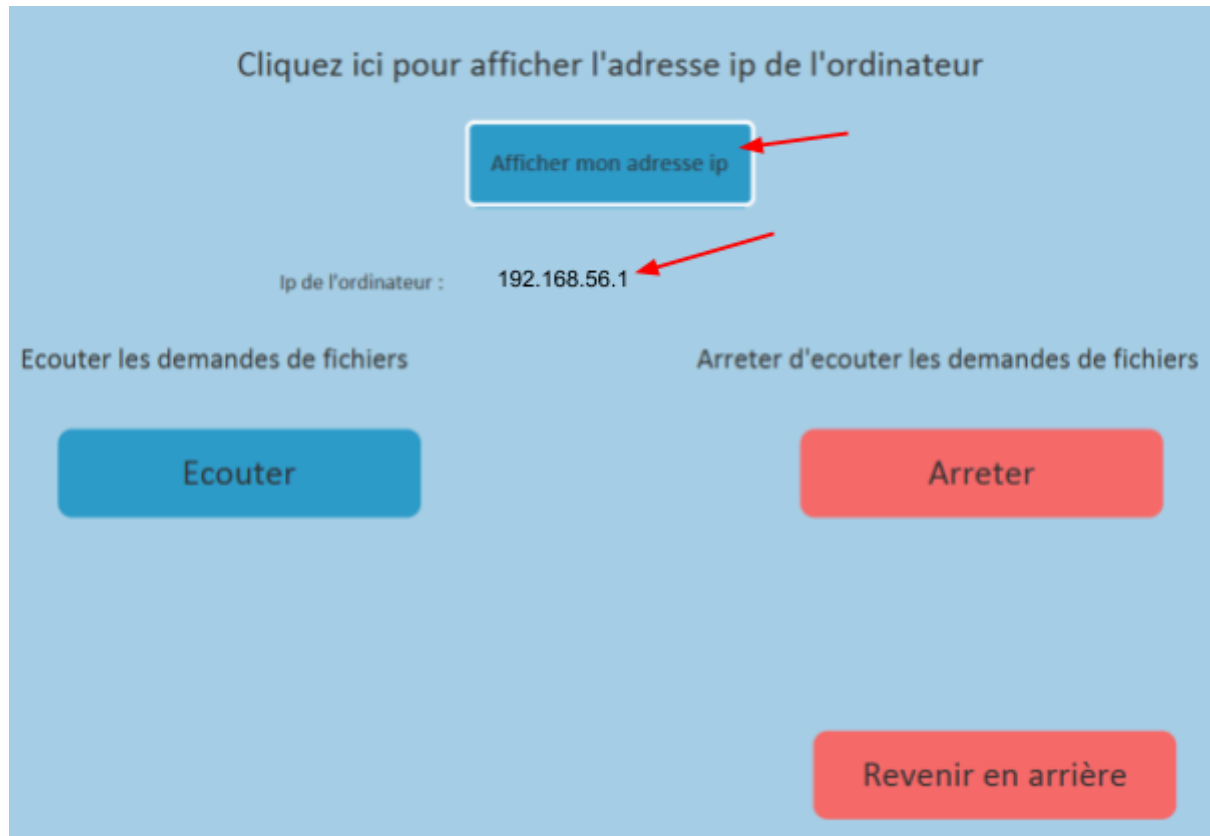 Cliquez ici pour afficher l'adresse ip de l'ordinateur
Afficher mon adresse ip
Ip de l'ordinateur : 192.168.56.1
Ecouter les demandes de fichiers
Arreter d'ecouter les demandes de fichiers
Ecouter
Arreter
Revenir en arrière